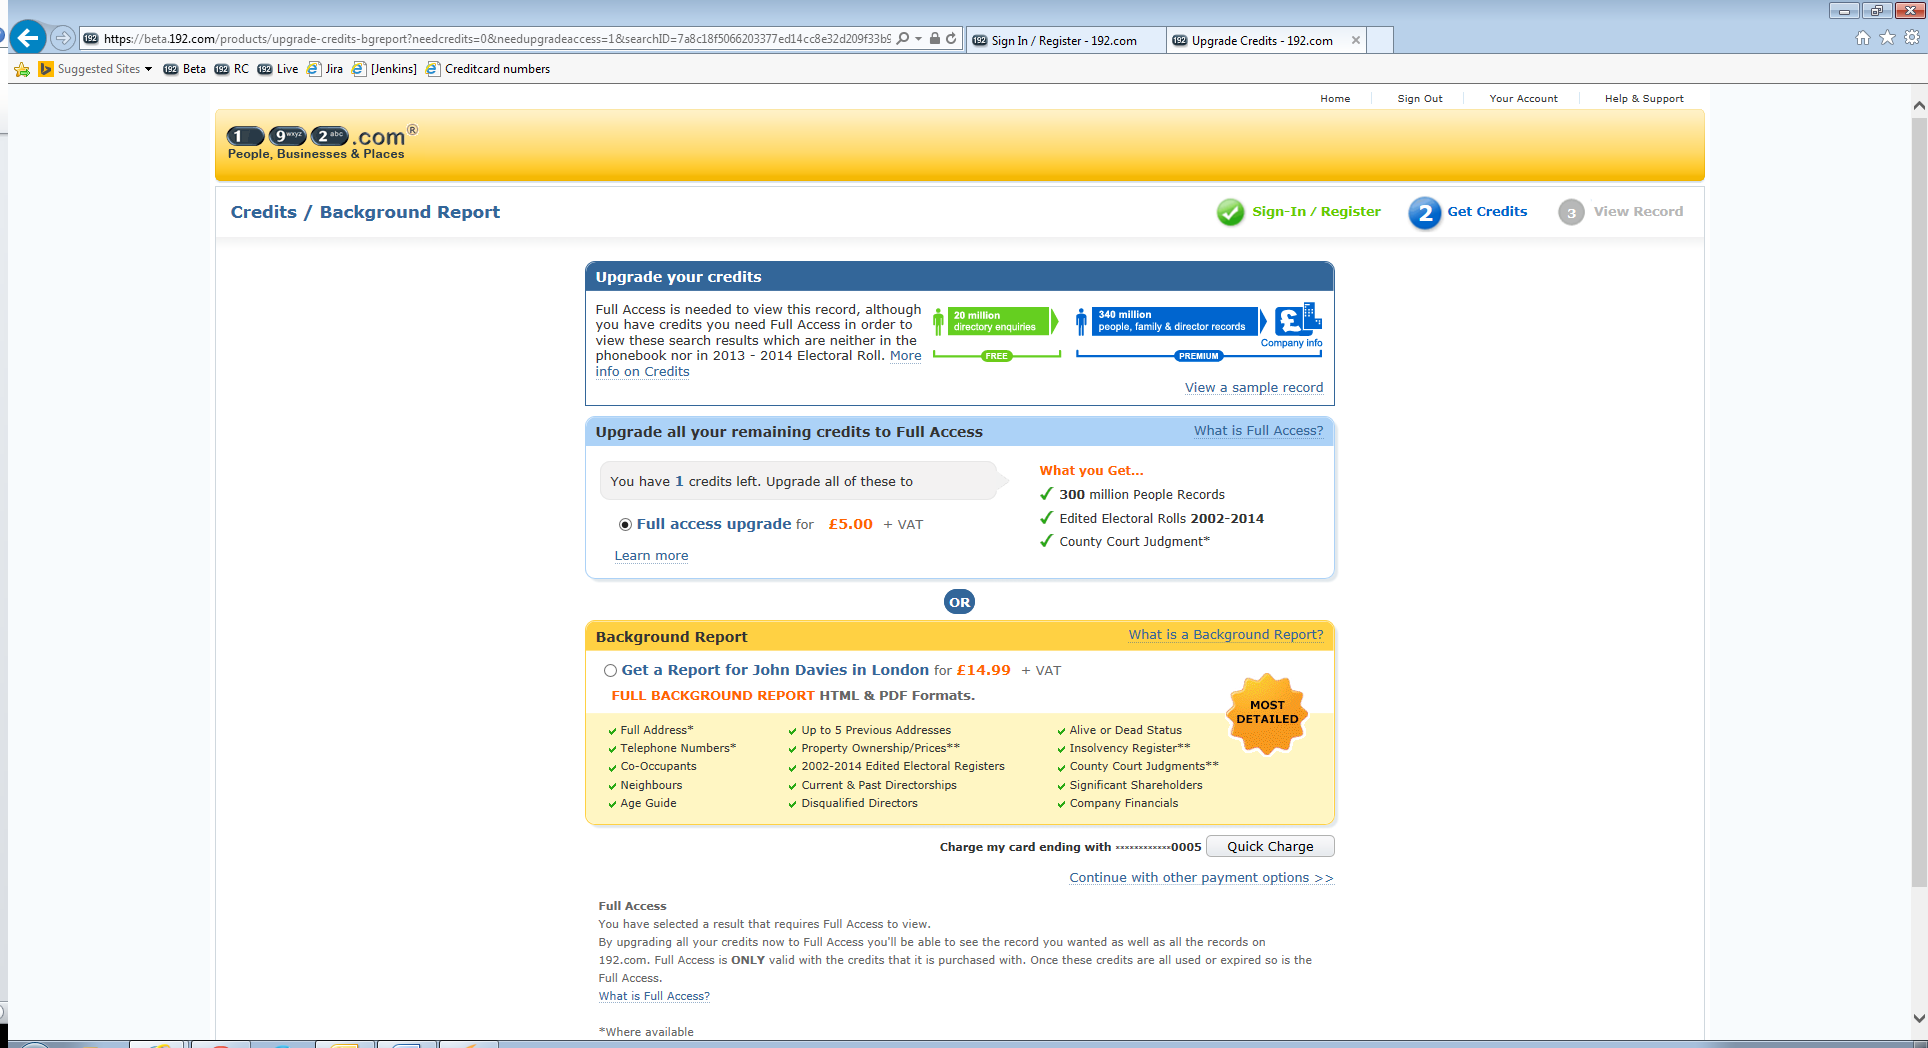 192 https://beta.192.com/products/upgrade-credits-bgreport?needcredits=0&needupgradeaccess=1&searchID=7a8c18f5066203377ed14cc8e32d209f33b9
192 Sign In / Register - 192.com
192 Upgrade Credits - 192.com
Suggested Sites
192 Beta
192 RC
192 Live
Jira
[Jenkins]
Creditcard numbers
Home
Sign Out
Your Account
Help & Support
1 9wxyz 2abc .com®
People, Businesses & Places
Credits / Background Report
Sign-In / Register
2 Get Credits
3 View Record
Upgrade your credits
Full Access is needed to view this record, although
you have credits you need Full Access in order to
view these search results which are neither in the
phonebook nor in 2013 - 2014 Electoral Roll. More
info on Credits
20 million
directory enquiries
FREE
340 million
people, family & director records
£
Company info
PREMIUM
View a sample record
Upgrade all your remaining credits to Full Access
What is Full Access?
You have 1 credits left. Upgrade all of these to
Full access upgrade for £5.00 + VAT
Learn more
What you Get...
300 million People Records
Edited Electoral Rolls 2002-2014
County Court Judgment*
OR
Background Report
What is a Background Report?
Get a Report for John Davies in London for £14.99 + VAT
FULL BACKGROUND REPORT HTML & PDF Formats.
MOST
DETAILED
Full Address*
Telephone Numbers*
Co-Occupants
Neighbours
Age Guide
Up to 5 Previous Addresses
Property Ownership/Prices**
2002-2014 Edited Electoral Registers
Current & Past Directorships
Disqualified Directors
Alive or Dead Status
Insolvency Register**
County Court Judgments**
Significant Shareholders
Company Financials
Charge my card ending with ************0005
Quick Charge
Continue with other payment options >>
Full Access
You have selected a result that requires Full Access to view.
By upgrading all your credits now to Full Access you'll be able to see the record you wanted as well as all the records on
192.com. Full Access is ONLY valid with the credits that it is purchased with. Once these credits are all used or expired so is the
Full Access.
What is Full Access?
*Where available